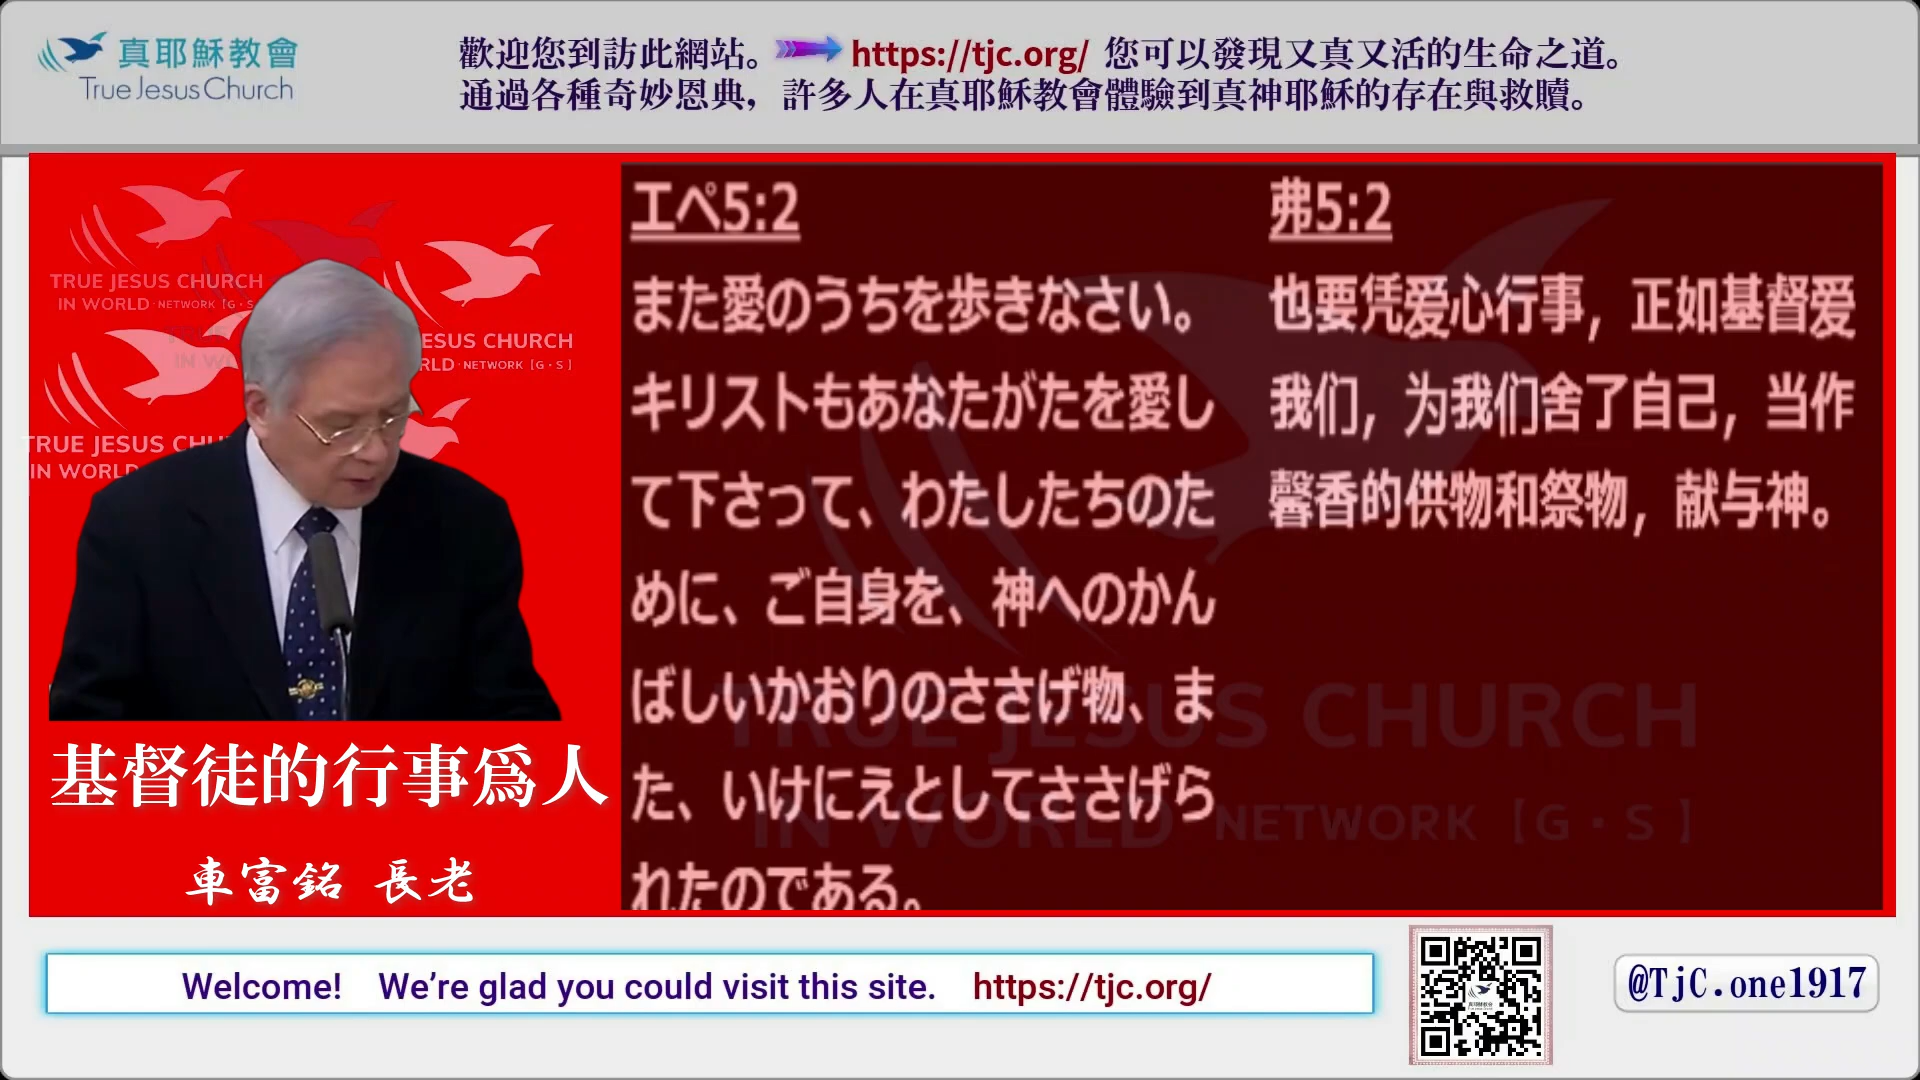 真耶穌教會
True Jesus Church
歡迎您到訪此網站。 https://tjc.org/ 您可以發現又真又活的生命之道。
通過各種奇妙恩典，許多人在真耶穌教會體驗到真神耶穌的存在與救贖。
TRUE JESUS CHURCH
IN WORLD · NETWORK [G · S
ESUS CHURCH
RLD · NETWORK [G · S ]
TRUE JESUS CHU
IN WORLD
基督徒的行事爲人
車富銘 長老
エペ5:2
また愛のうちを歩きなさい。
キリストもあなたがたを愛し
て下さって、わたしたちのた
めに、ご自身を、神へのかん
ばしいかおりのささげ物、ま
た、いけにえとしてささげら
れたのである。
弗5:2
也要凭爱心行事，正如基督爱
我们，为我们舍了自己，当作
馨香的供物和祭物，献与神。
TRUE JESUS CHURCH
IN WORLD NETWORK [G · S ]
Welcome! We’re glad you could visit this site. https://tjc.org/
@TjC.one1917